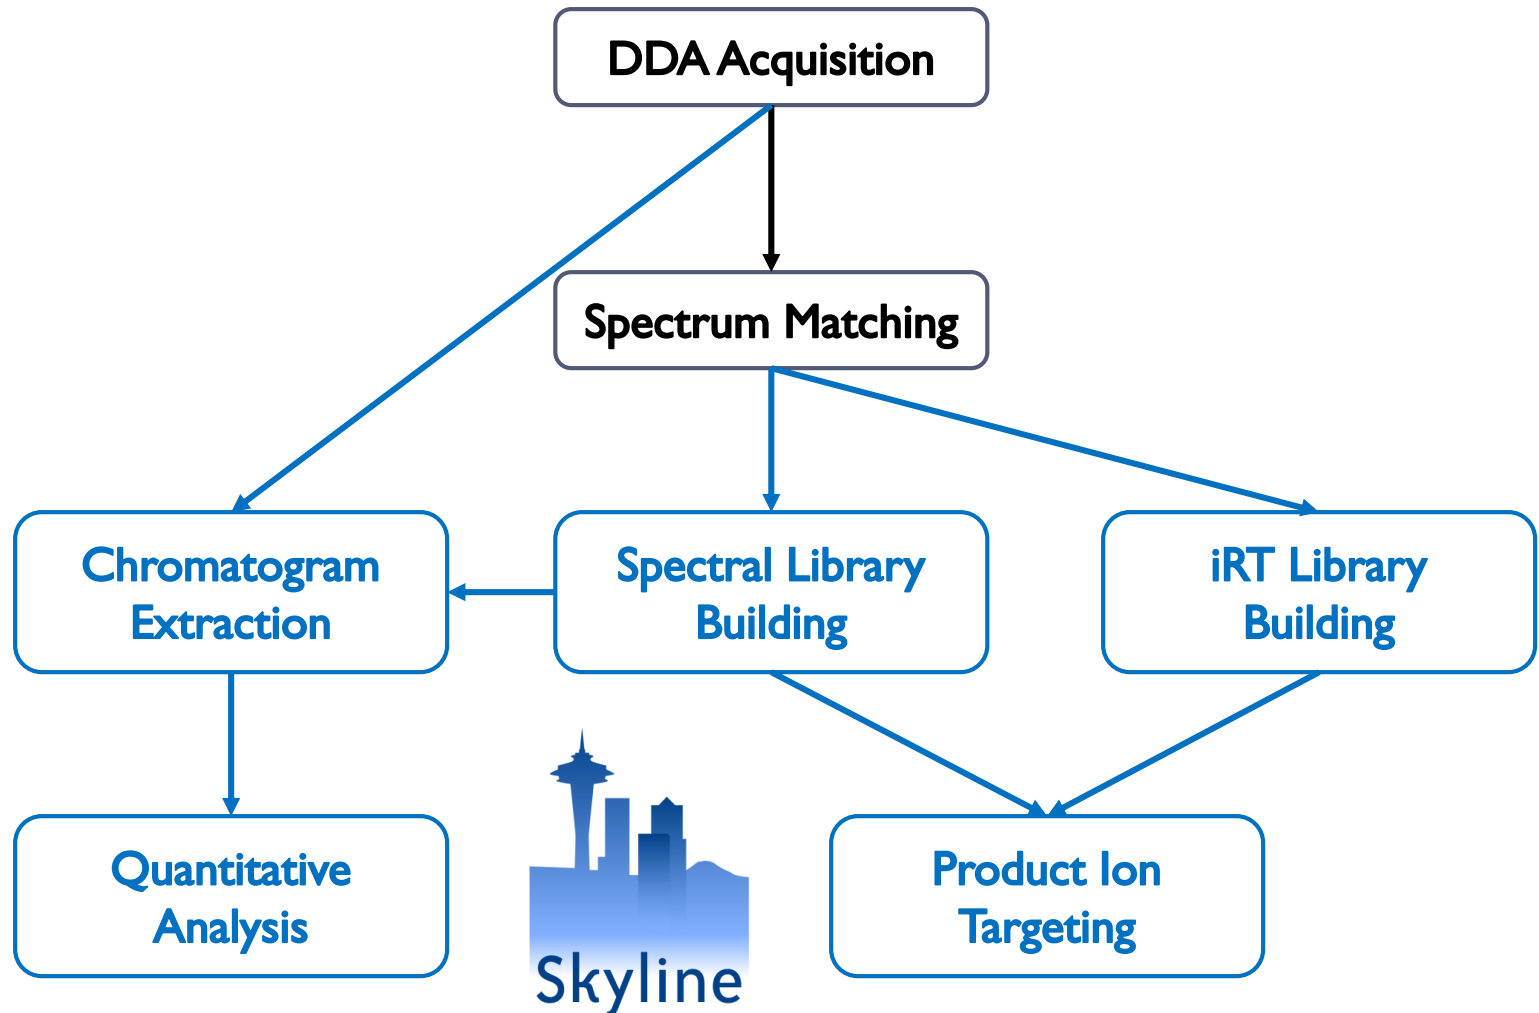 DDA Acquisition
Spectrum Matching
Chromatogram
Extraction
Spectral Library
Building
iRT Library
Building
Quantitative
Analysis
Product Ion
Targeting
Skyline